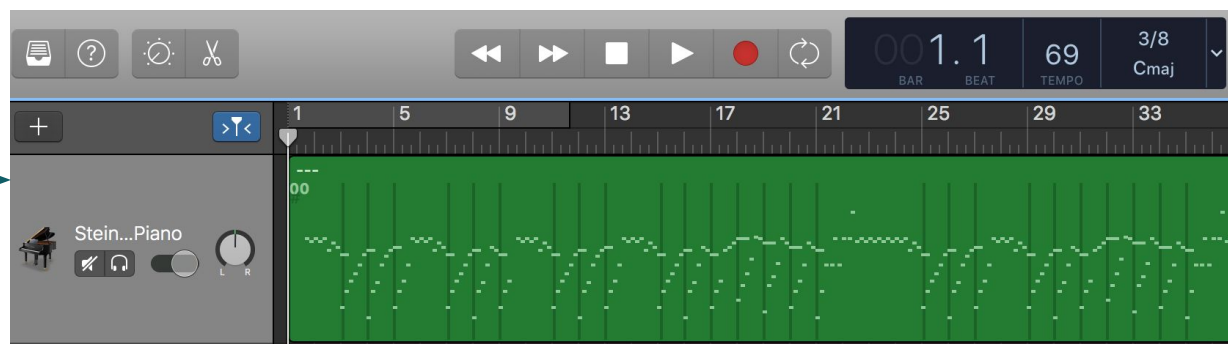 ?
001.1
BAR BEAT
69
TEMPO
3/8
Cmaj
1 5 9 13 17 21 25 29 33
---
00
Stein...Piano
L R